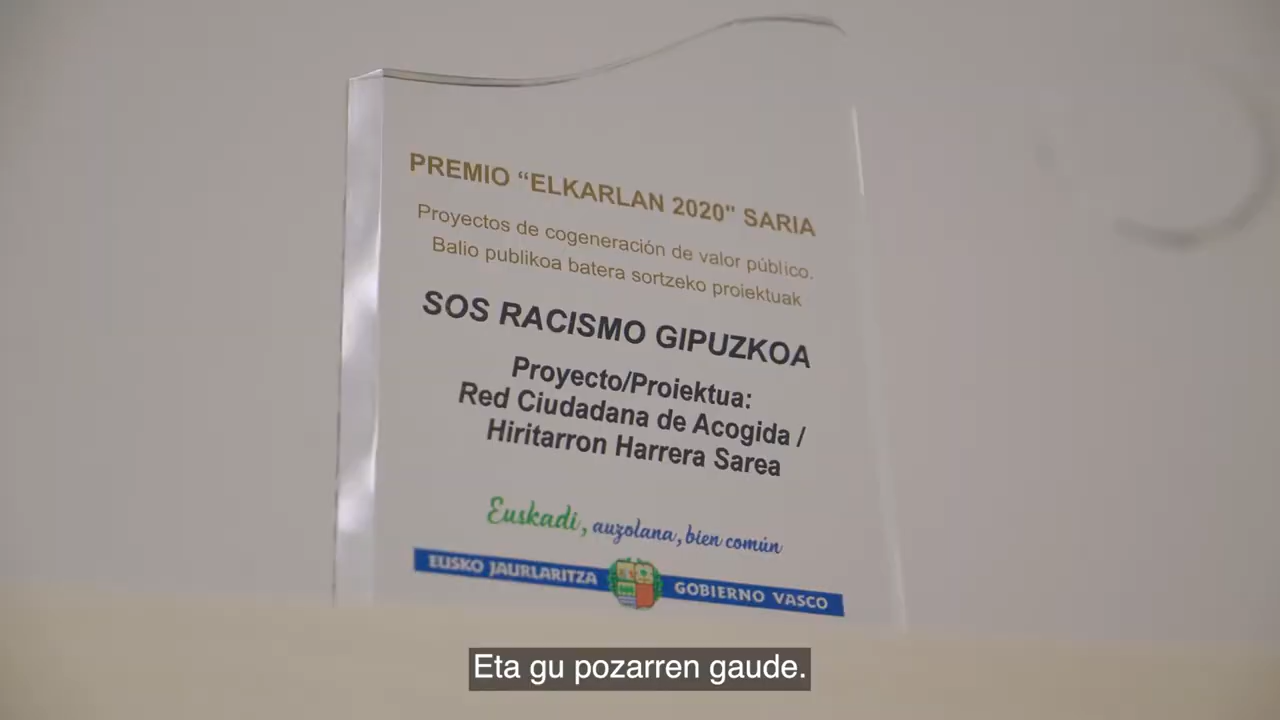 PREMIO “ELKARLAN 2020" SARIA
Proyectos de cogeneración de valor público.
Balio publikoa batera sortzeko proiektuak
SOS RACISMO GIPUZKOA
Proyecto/Proiektua:
Red Ciudadana de Acogida /
Hiritarron Harrera Sarea
Euskadi, auzolana, bien común
EUSKO JAURLARITZA GOBIERNO VASCO
Eta gu pozarren gaude.